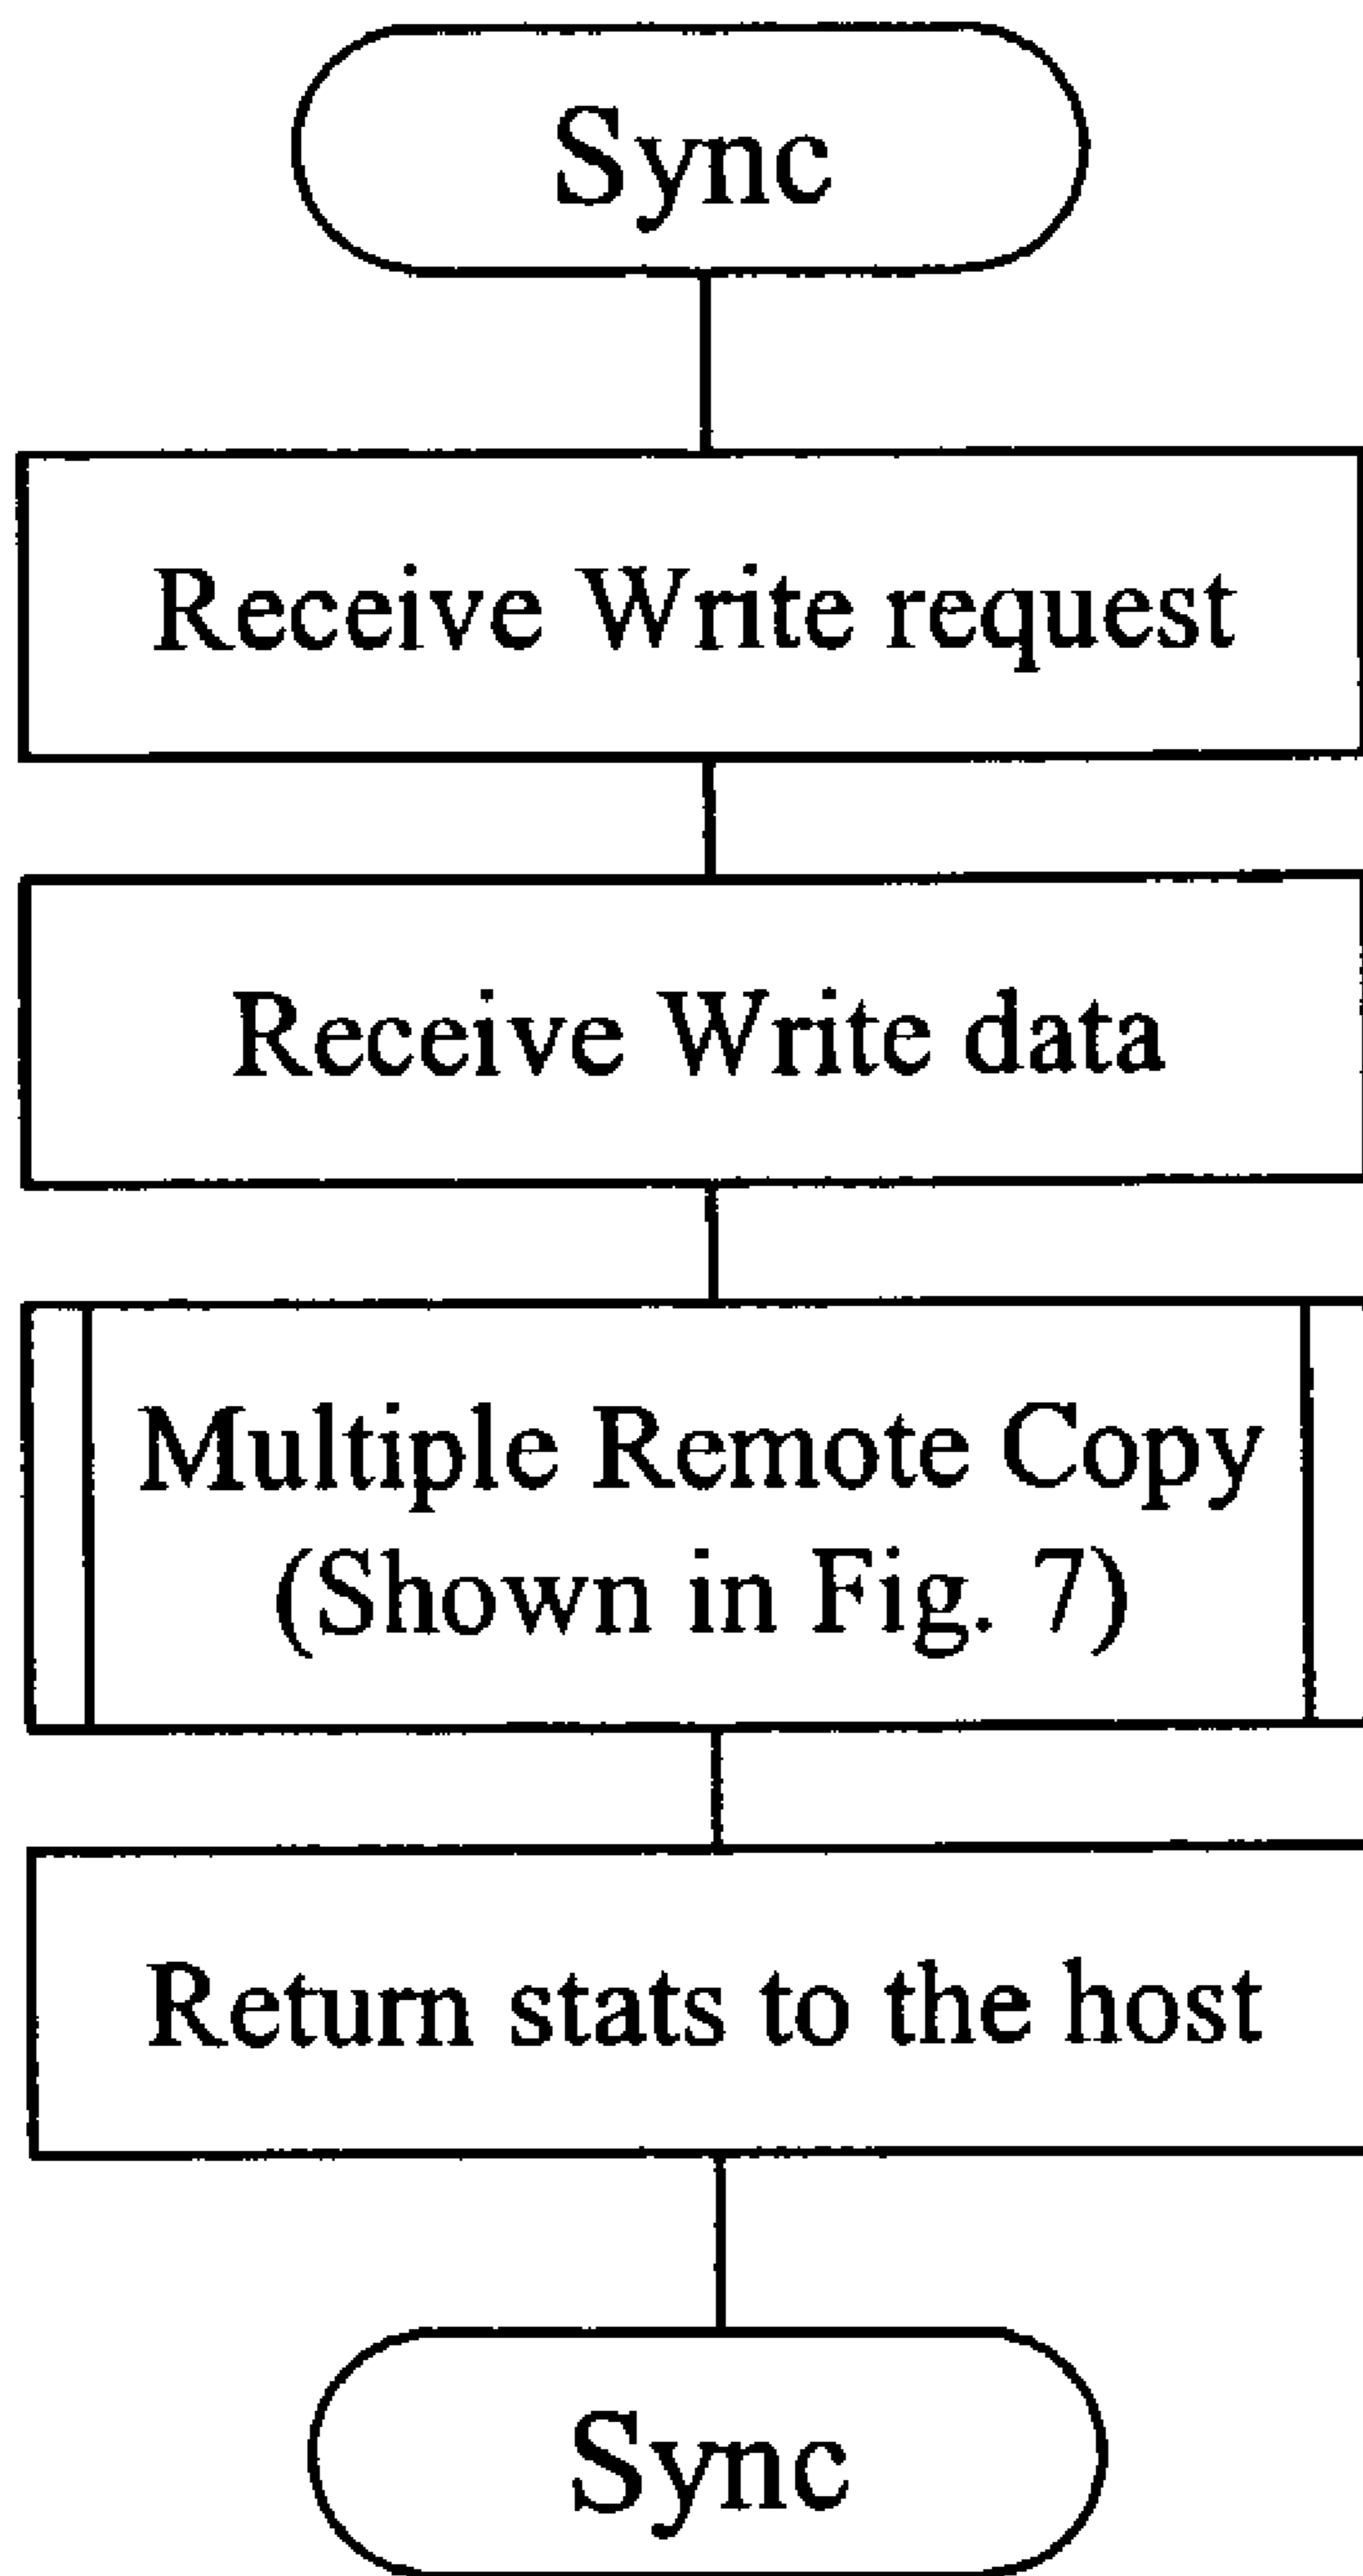 Sync
Receive Write request
Receive Write data
Multiple Remote Copy
(Shown in Fig. 7)
Return stats to the host
Sync